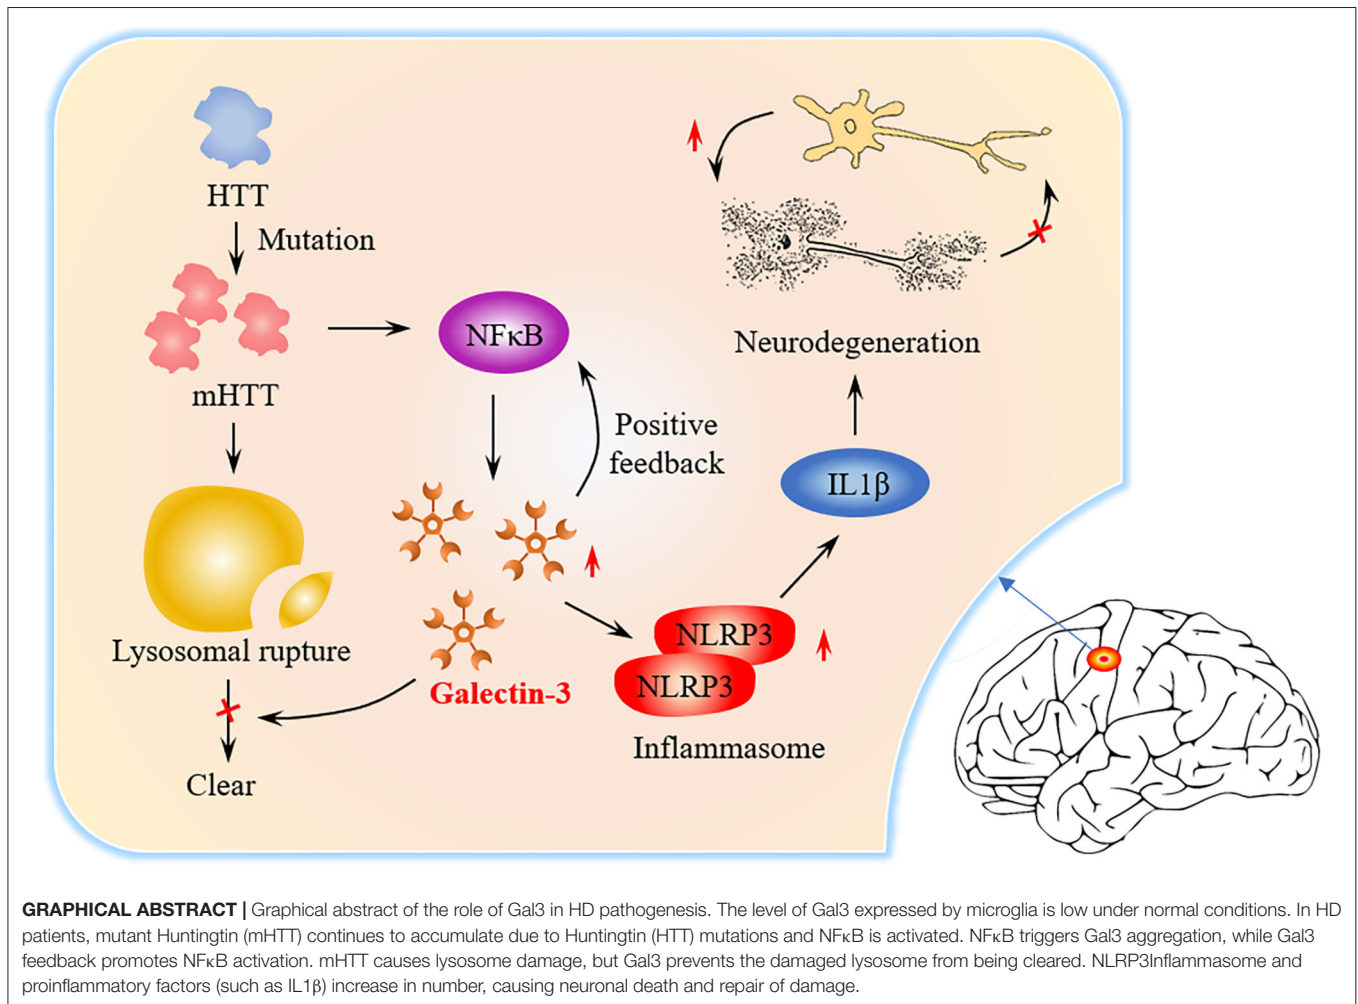 HTT
Mutation
mHTT
NFκB
Positive
feedback
Lysosomal rupture
Clear
Galectin-3
NLRP3
NLRP3
Inflammasome
IL1β
Neurodegeneration
GRAPHICAL ABSTRACT | Graphical abstract of the role of Gal3 in HD pathogenesis. The level of Gal3 expressed by microglia is low under normal conditions. In HD
patients, mutant Huntingtin (mHTT) continues to accumulate due to Huntingtin (HTT) mutations and NFκB is activated. NFκB triggers Gal3 aggregation, while Gal3
feedback promotes NFκB activation. mHTT causes lysosome damage, but Gal3 prevents the damaged lysosome from being cleared. NLRP3Inflammasome and
proinflammatory factors (such as IL1β) increase in number, causing neuronal death and repair of damage.